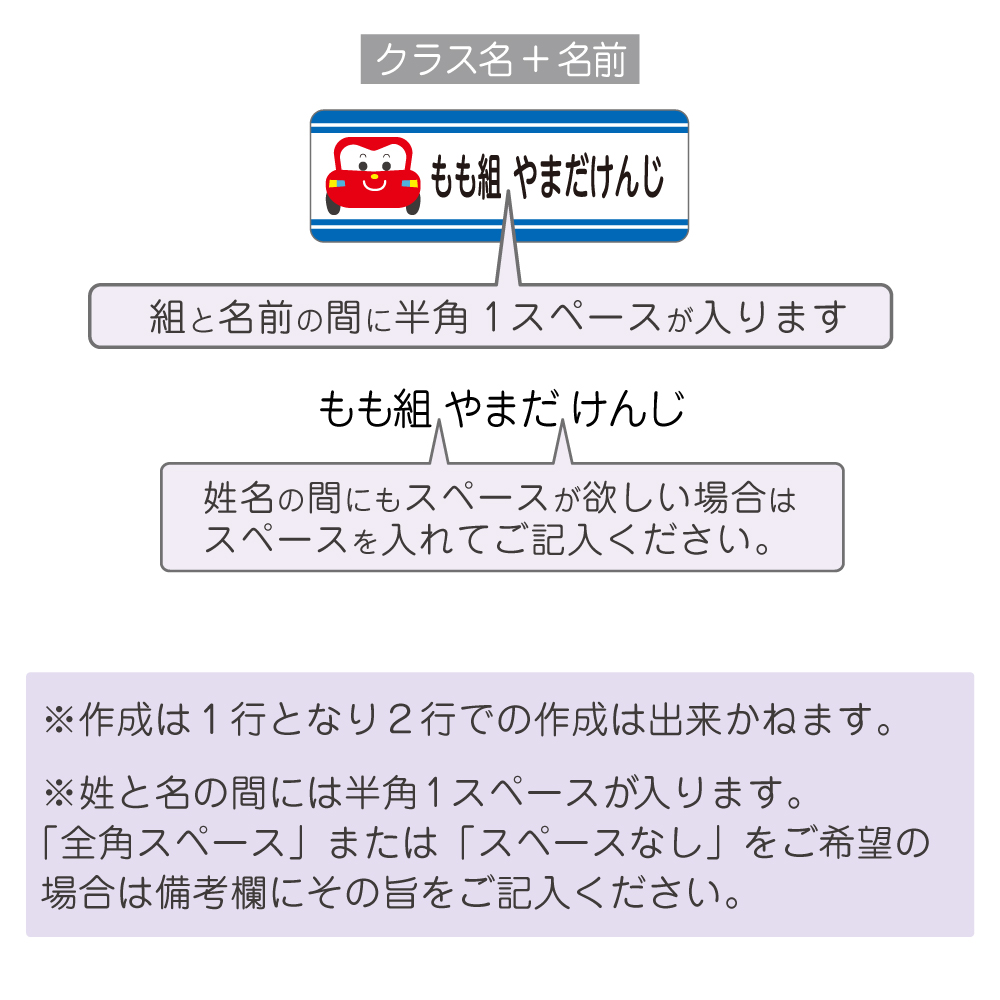 クラス名＋名前
もも組 やまだけんじ
組と名前の間に半角１スペースが入ります
もも組 やまだ けんじ
姓名の間にもスペースが欲しい場合は
スペースを入れてご記入ください。
※作成は１行となり２行での作成は出来かねます。
※姓と名の間には半角１スペースが入ります。
「全角スペース」または「スペースなし」をご希望の
場合は備考欄にその旨をご記入ください。